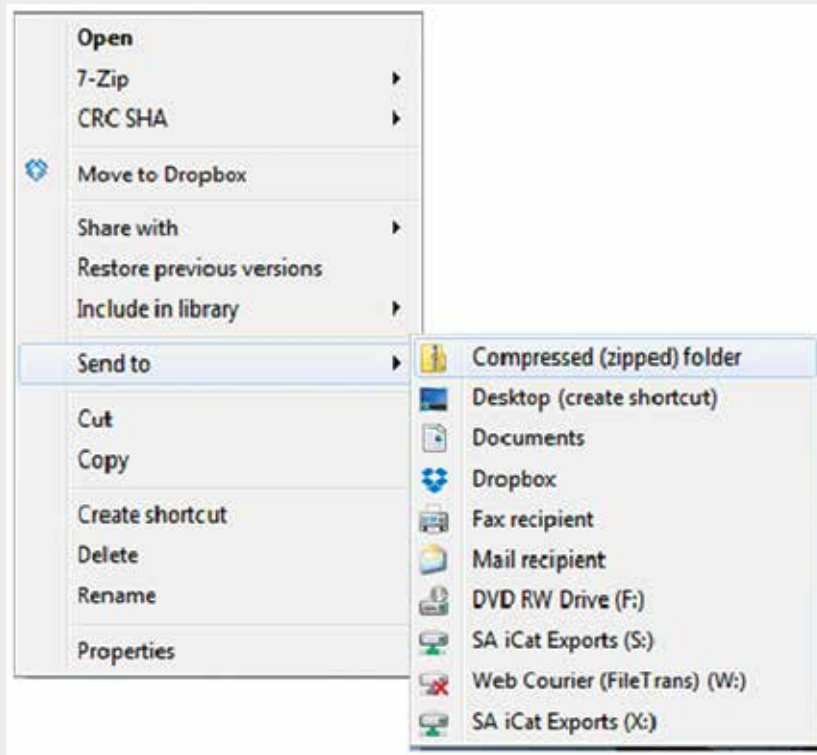 Open
7-Zip
CRC SHA
Move to Dropbox
Share with
Restore previous versions
Include in library
Send to
Cut
Copy
Create shortcut
Delete
Rename
Properties
Compressed (zipped) folder
Desktop (create shortcut)
Documents
Dropbox
Fax recipient
Mail recipient
DVD RW Drive (F:)
SA iCat Exports (S:)
Web Courier (FileTrans) (W:)
SA iCat Exports (X:)